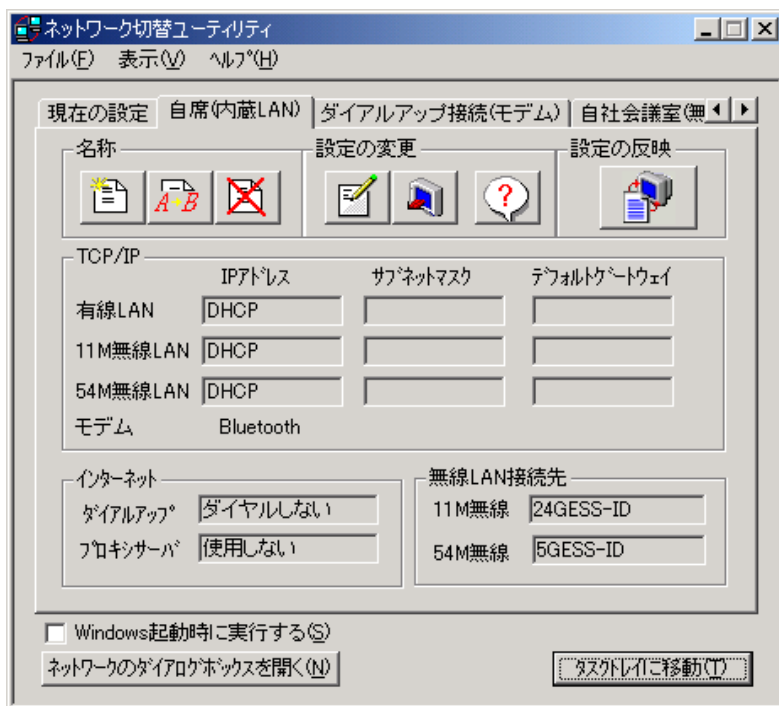 ネットワーク切替ユーティリティ
ファイル(F) 表示(V) ﾍﾙﾌﾟ(H)
現在の設定 自席(内蔵LAN) ダイアルアップ接続(モデム) 自社会議室(無
名称 設定の変更 設定の反映
A B ?
TCP/IP
IPｱﾄﾞﾚｽ ｻﾌﾞﾈｯﾄﾏｽｸ ﾃﾞﾌｫﾙﾄｹﾞｰﾄｳｪｲ
有線LAN DHCP
11M無線LAN DHCP
54M無線LAN DHCP
モデム Bluetooth
ｲﾝﾀｰﾈｯﾄ 無線LAN接続先
ﾀﾞｲｱﾙｱｯﾌﾟ ダイヤルしない 11M無線 24GESS-ID
ﾌﾟﾛｷｼｻｰﾊﾞ 使用しない 54M無線 5GESS-ID
Windows起動時に実行する(S)
ﾈｯﾄﾜｰｸのﾀﾞｲｱﾛｸﾞﾎﾞｯｸｽを開く(N) ﾀｽｸﾄﾚｲに移動(T)